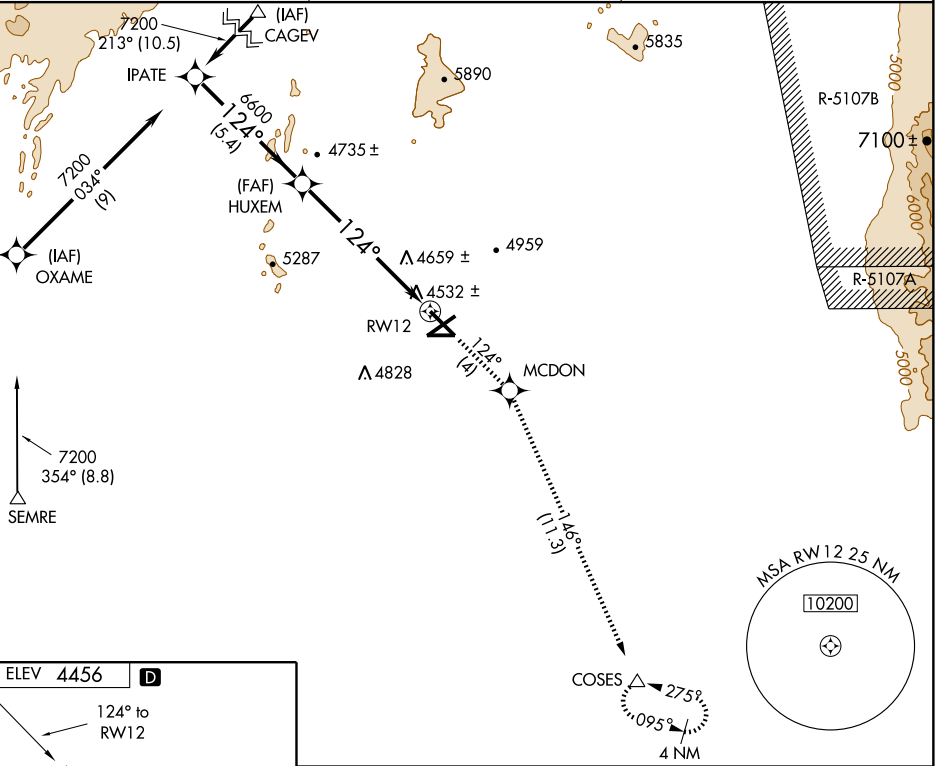 7200
213° (10.5)
(IAF)
CAGEV
5835
5890
IPATE
R-5107B
5000
7100 ±
6600
124°
(5.4)
4735 ±
7200
034°
(9)
(FAF)
HUXEM
6000
124°
(IAF)
OXAME
5287
4659 ±
4959
4532 ±
R-5107A
RW12
124°
(4)
4828
MCDON
5000
7200
354° (8.8)
SEMRE
146°
(11.3)
MSA RW12 25 NM
10200
ELEV 4456 D
COSES
275°
095°
4 NM
124° to
RW12